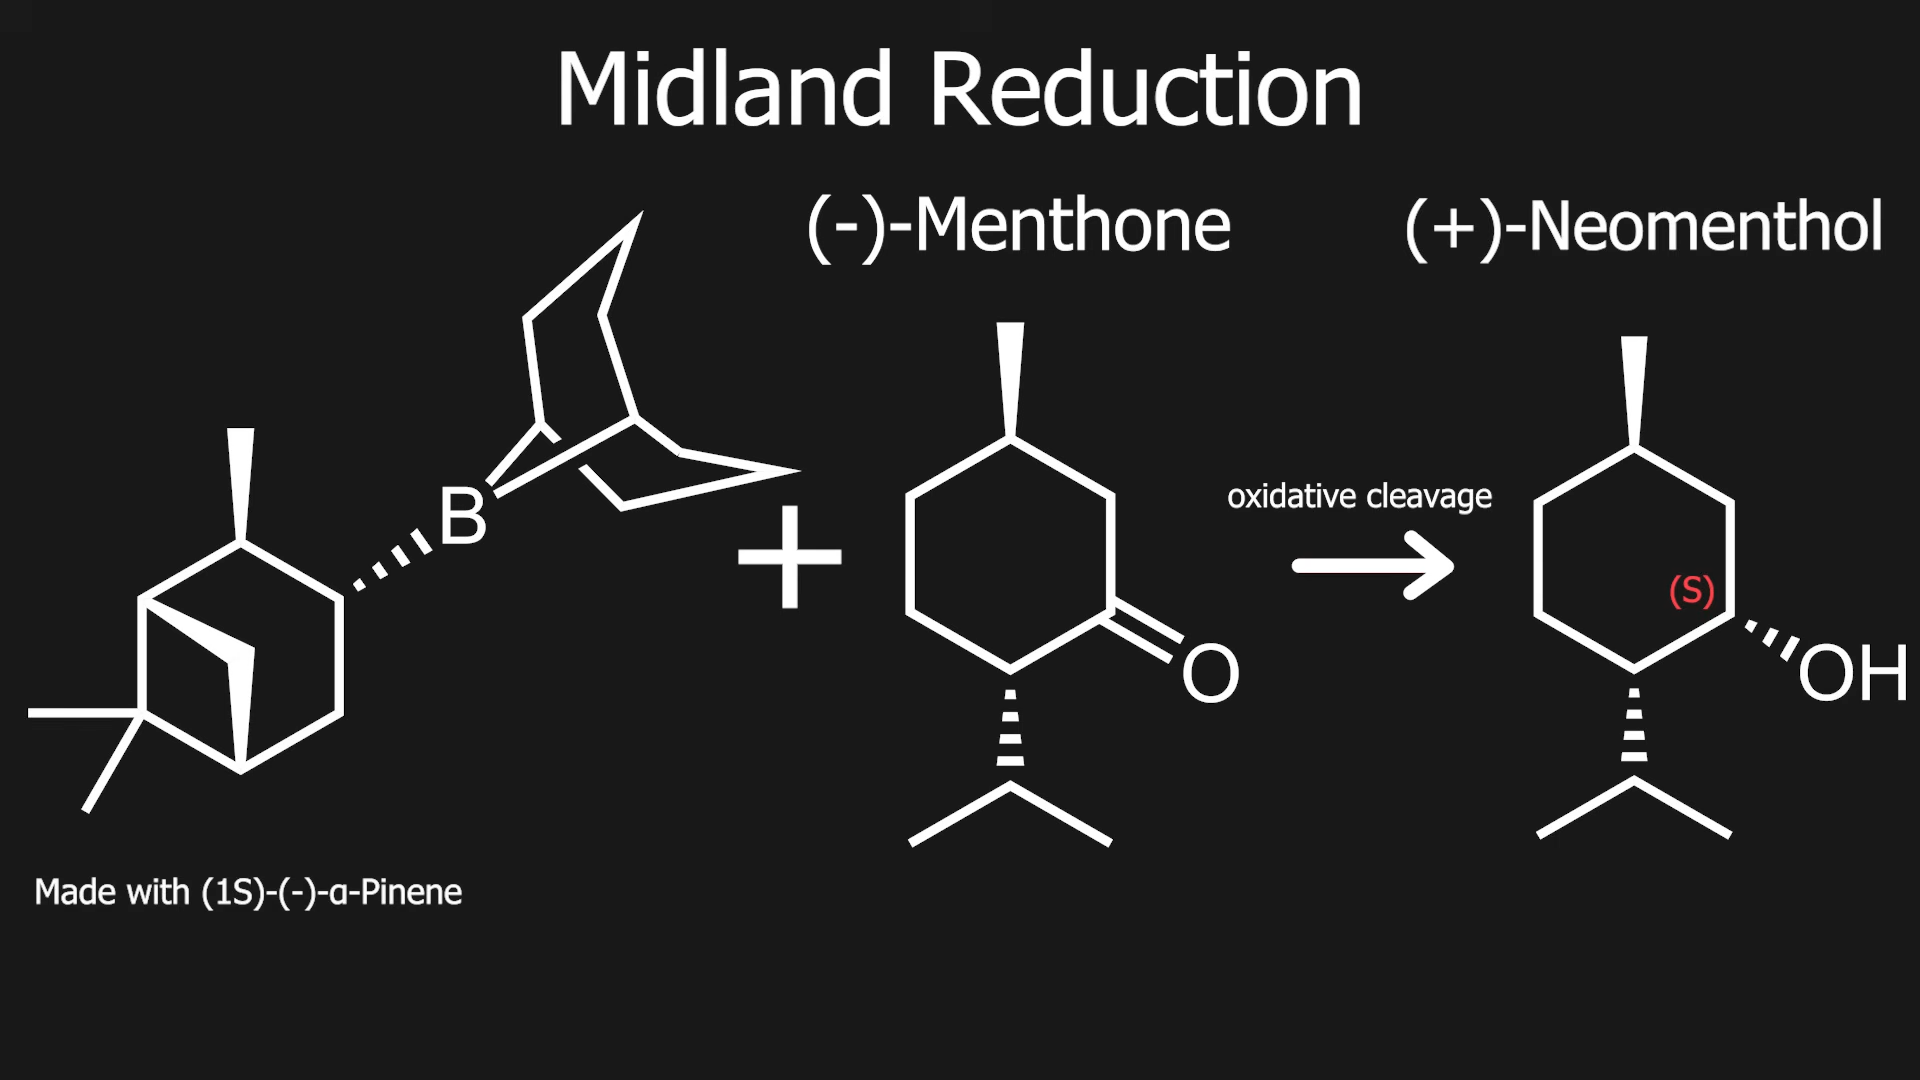 Midland Reduction
(-)-Menthone
(+)-Neomenthol
B
O
oxidative cleavage
(S)
OH
Made with (1S)-(-)-α-Pinene